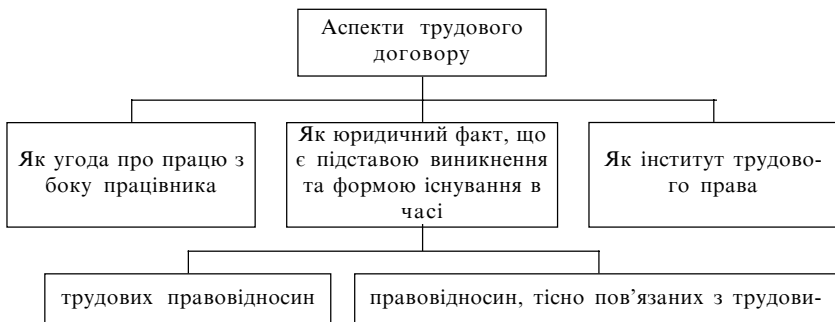 Аспекти трудового
договору
Як угода про працю з
боку працівника
Як юридичний факт, що
є підставою виникнення
та формою існування в
часі
Як інститут трудово-
го права
трудових правовідносин
правовідносин, тісно пов’язаних з трудови-